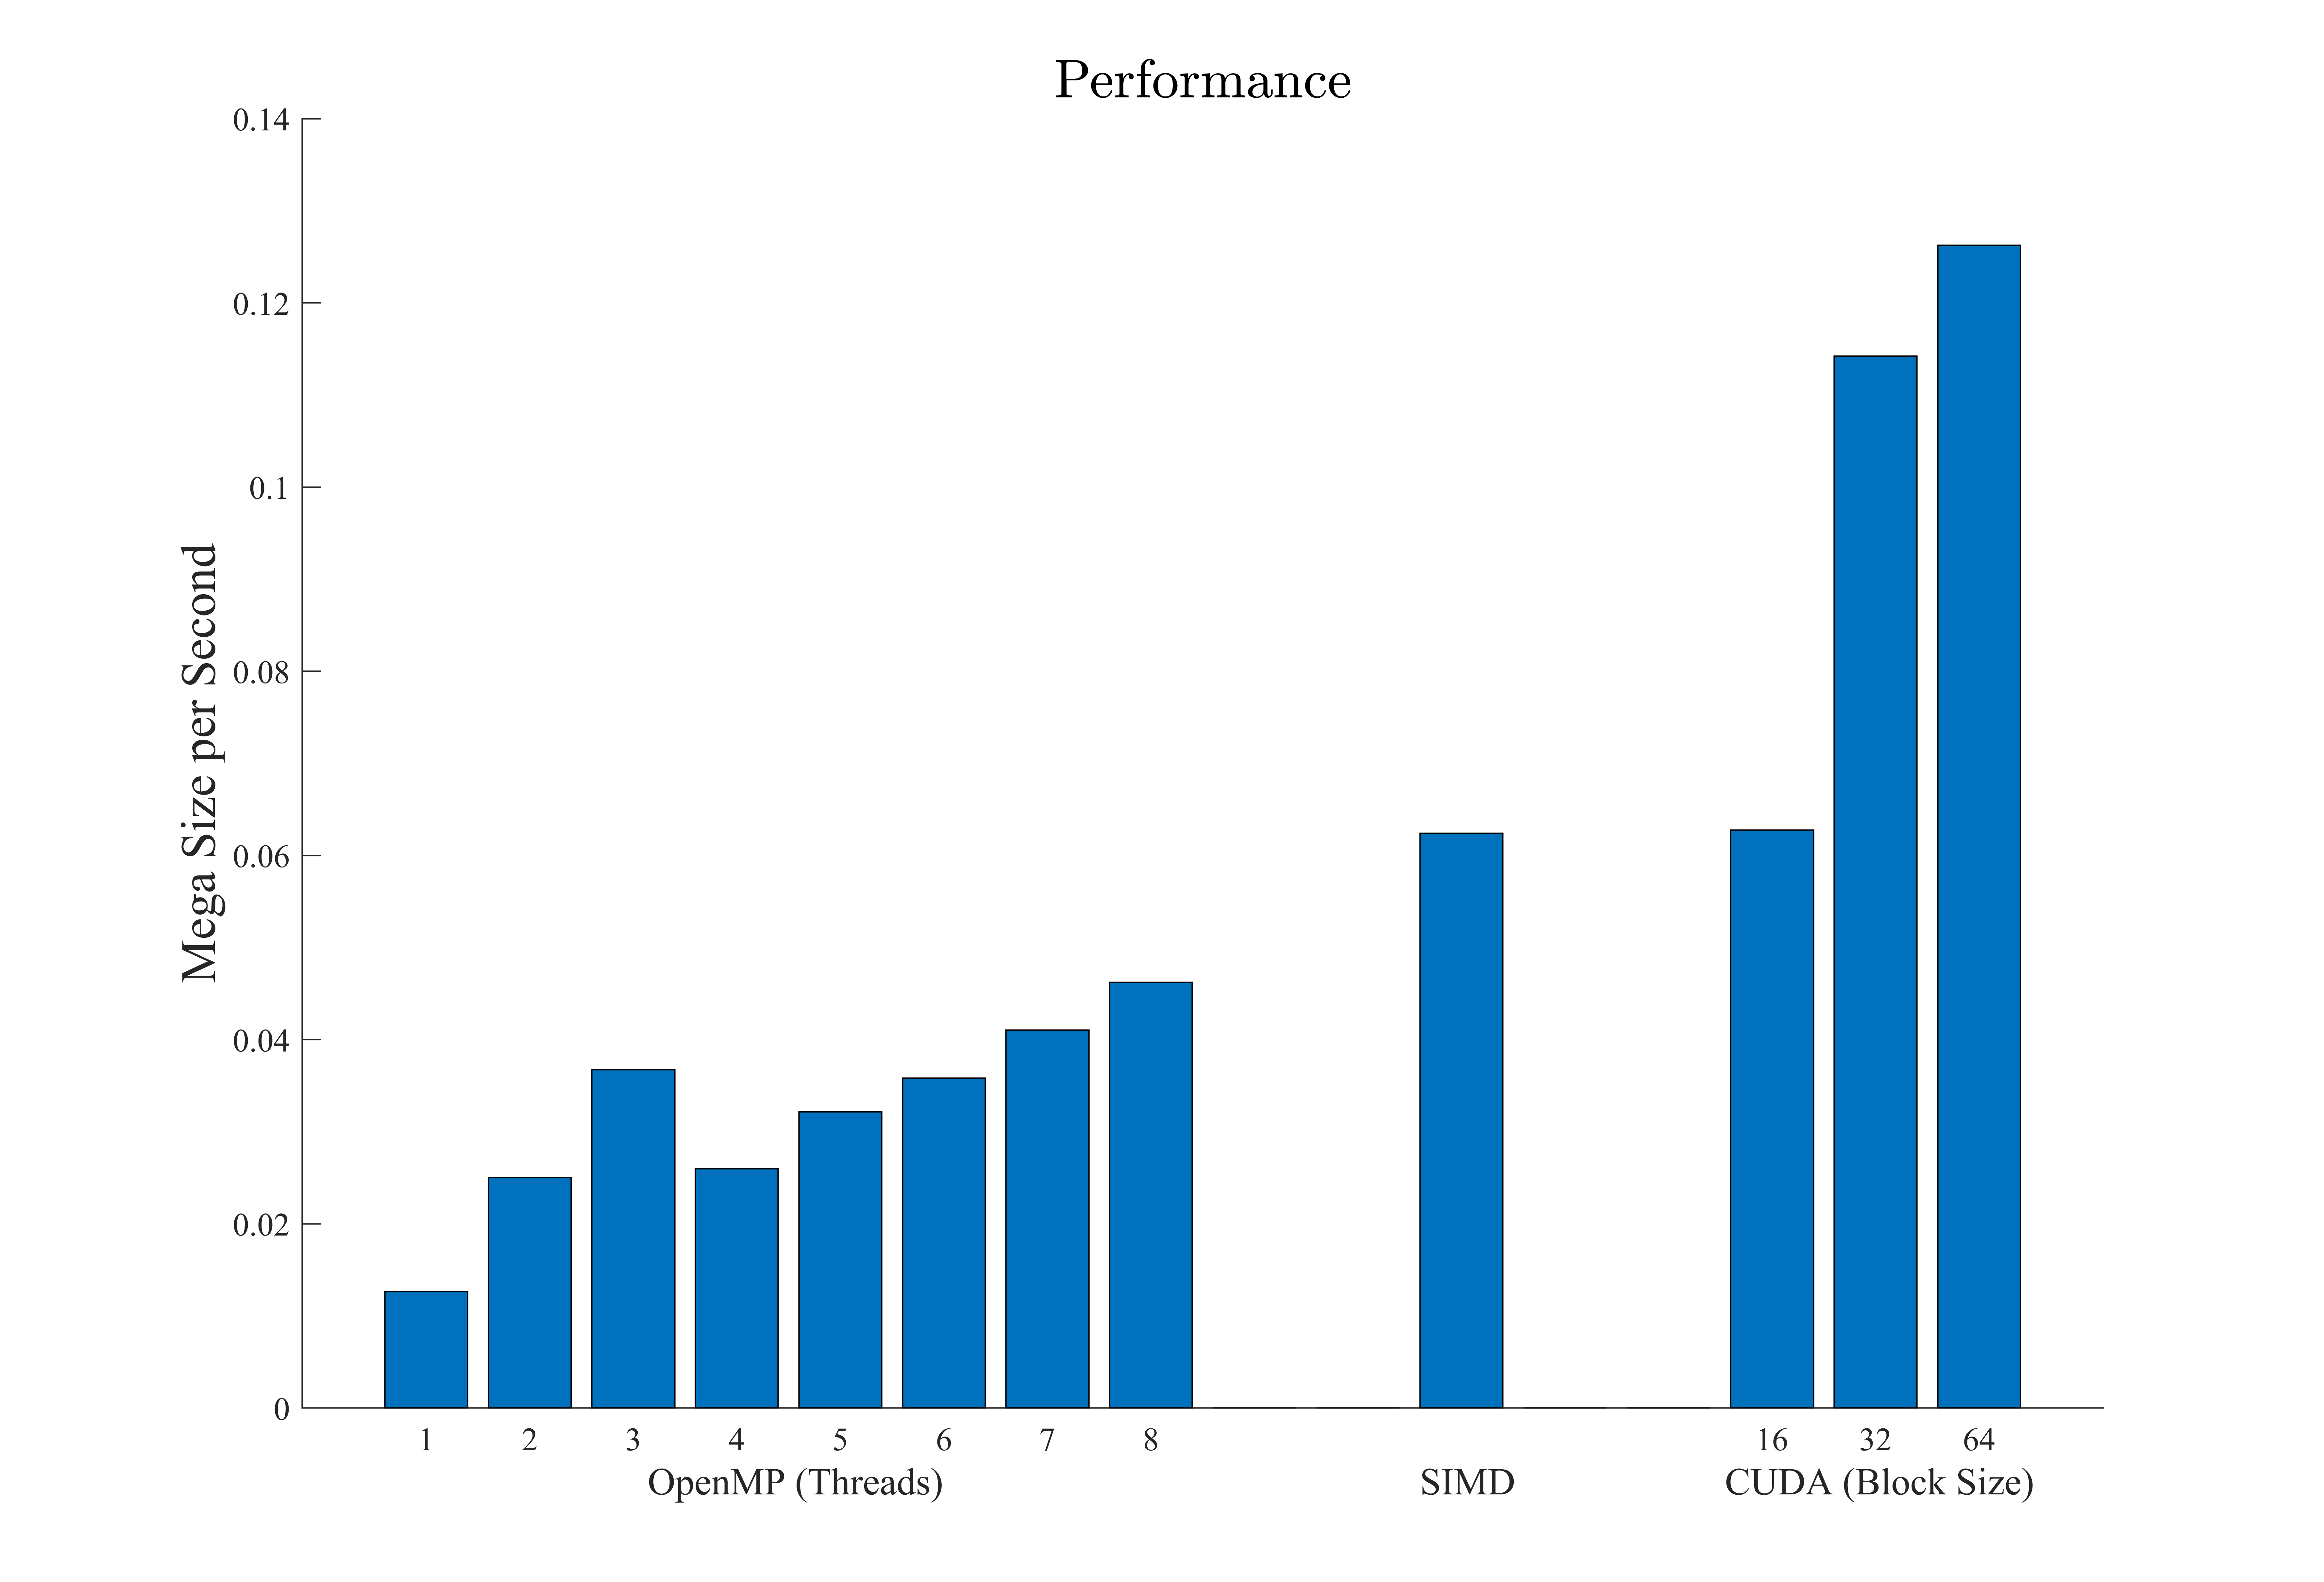 Performance
Mega Size per Second
0.14
0.12
0.1
0.08
0.06
0.04
0.02
0
1 2 3 4 5 6 7 8 16 32 64
OpenMP (Threads) SIMD CUDA (Block Size)